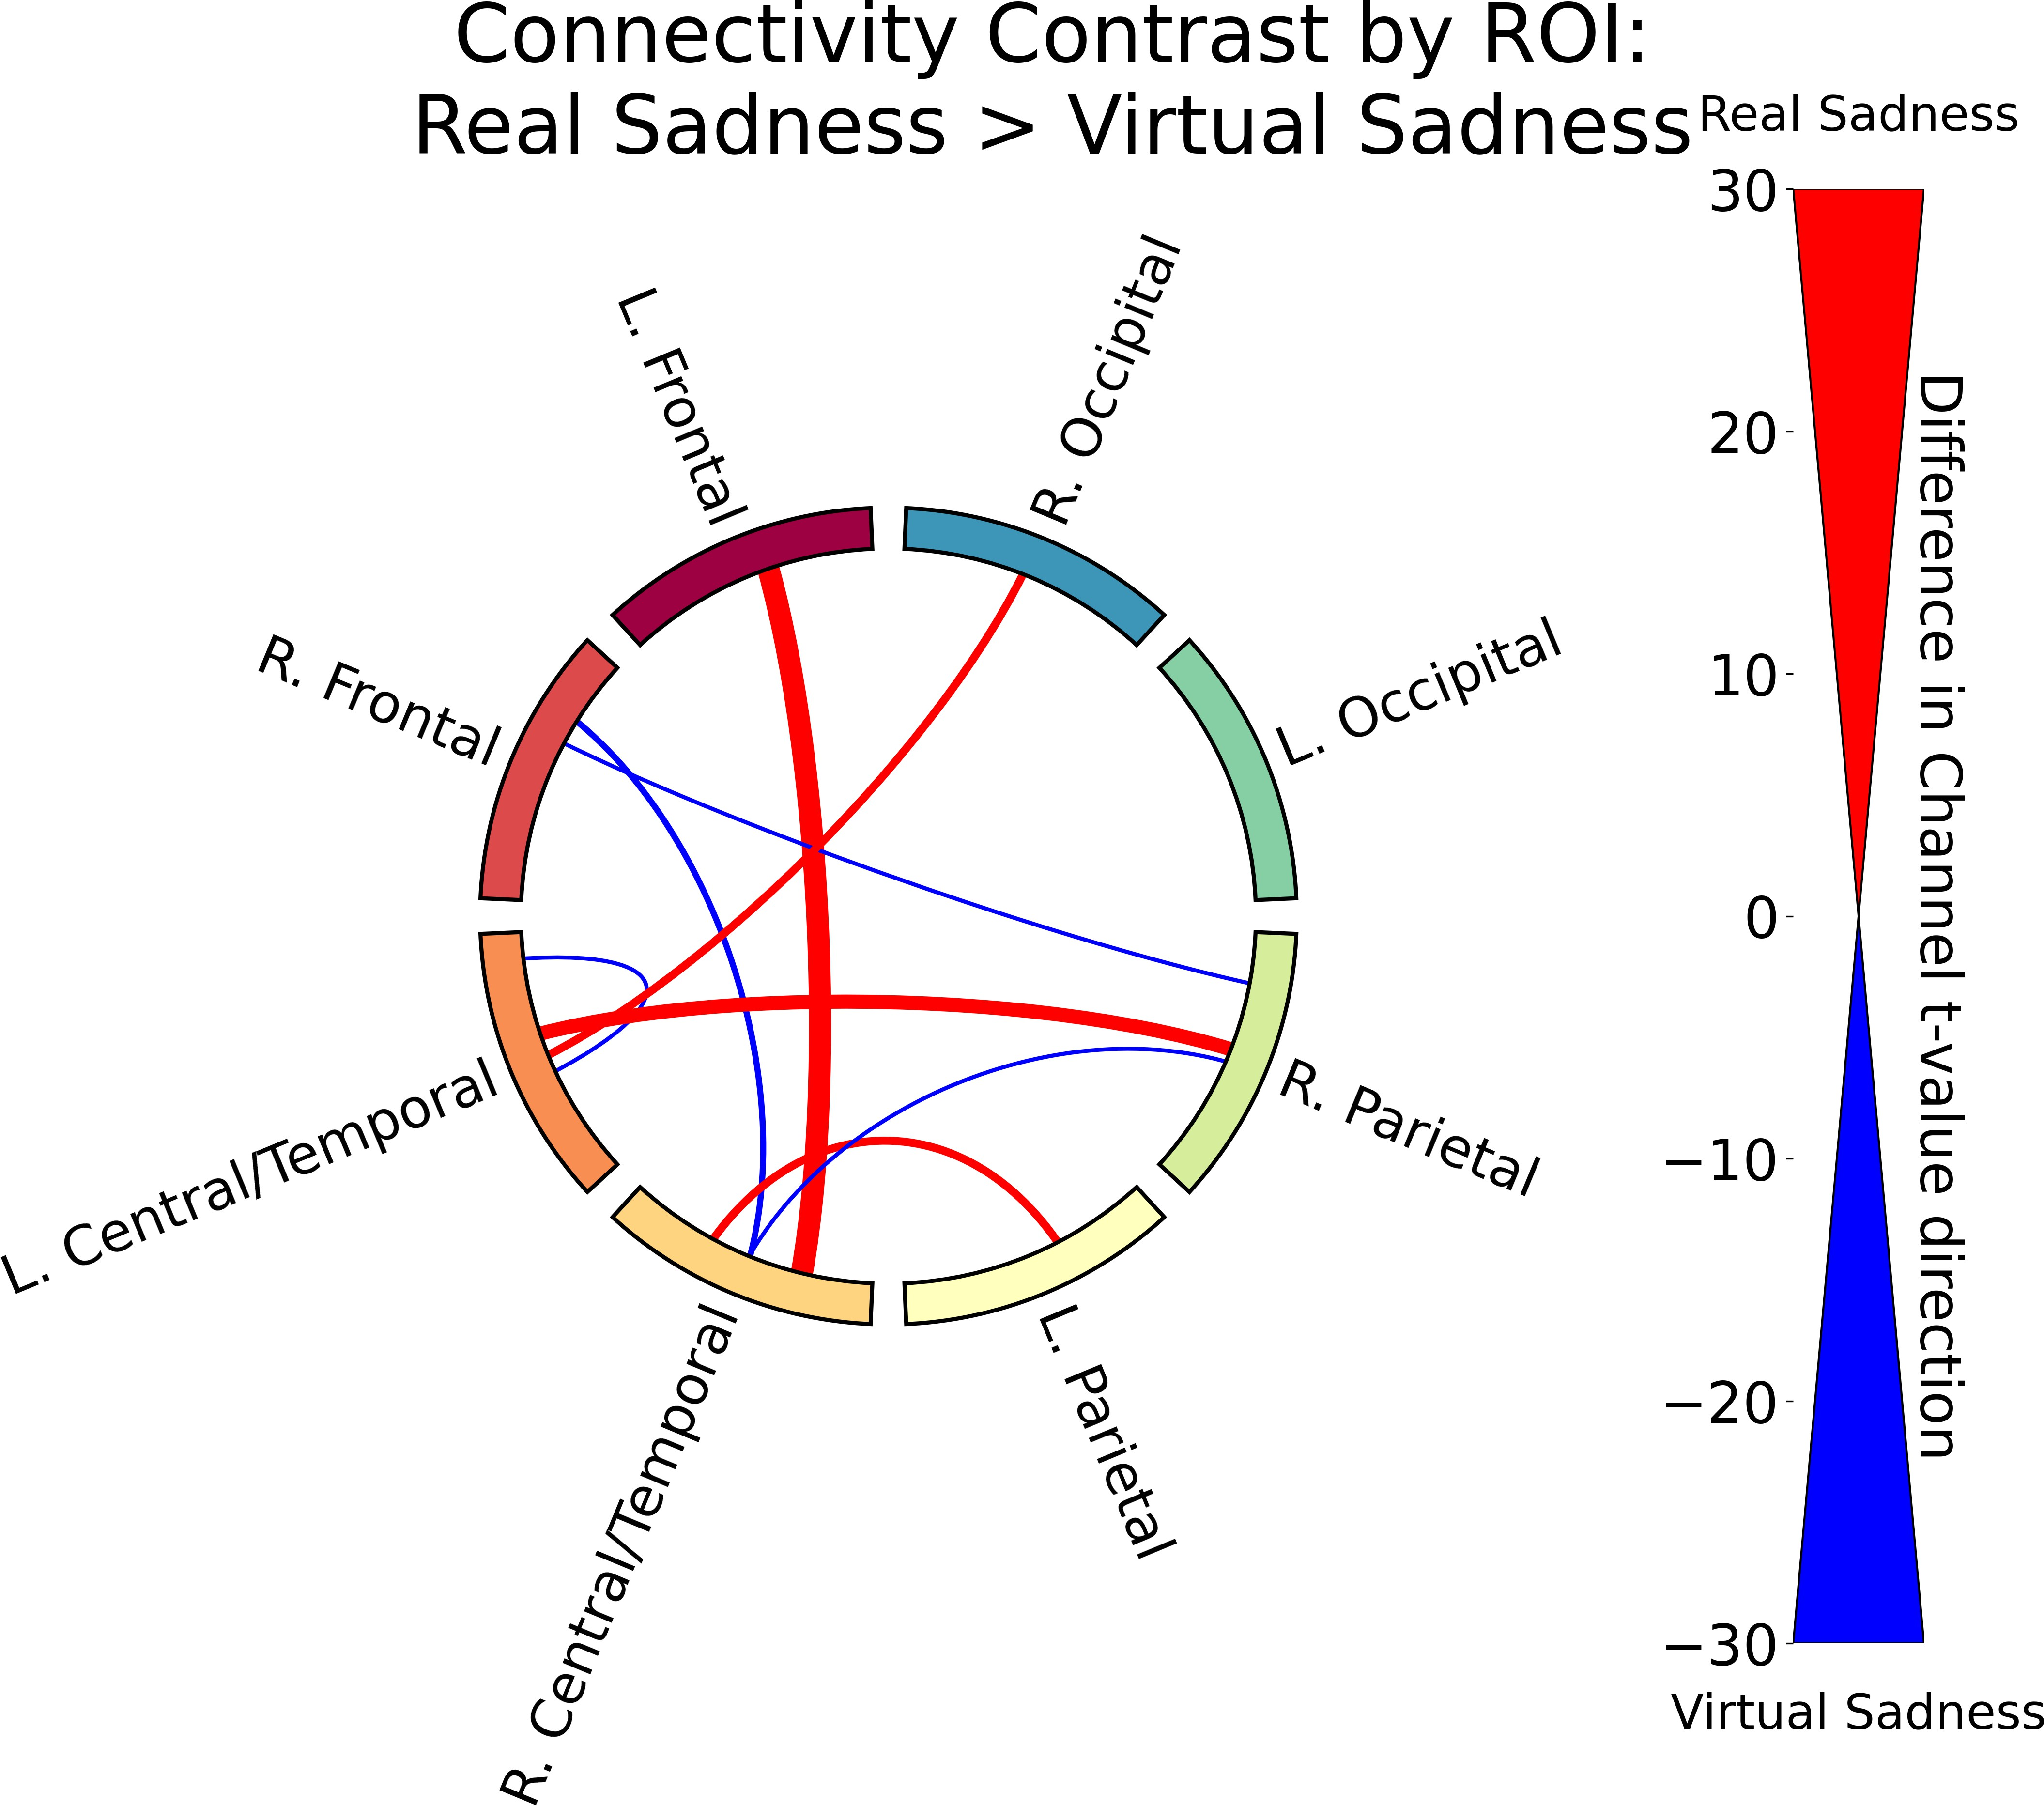 Connectivity Contrast by ROI:
Real Sadness > Virtual Sadness
Real Sadness
30
20
10
0
−10
−20
−30
Virtual Sadness
Difference in Channel t-value direction
L. Frontal
R. Occipital
R. Frontal
L. Occipital
L. Central/Temporal
R. Parietal
R. Central/Temporal
L. Parietal